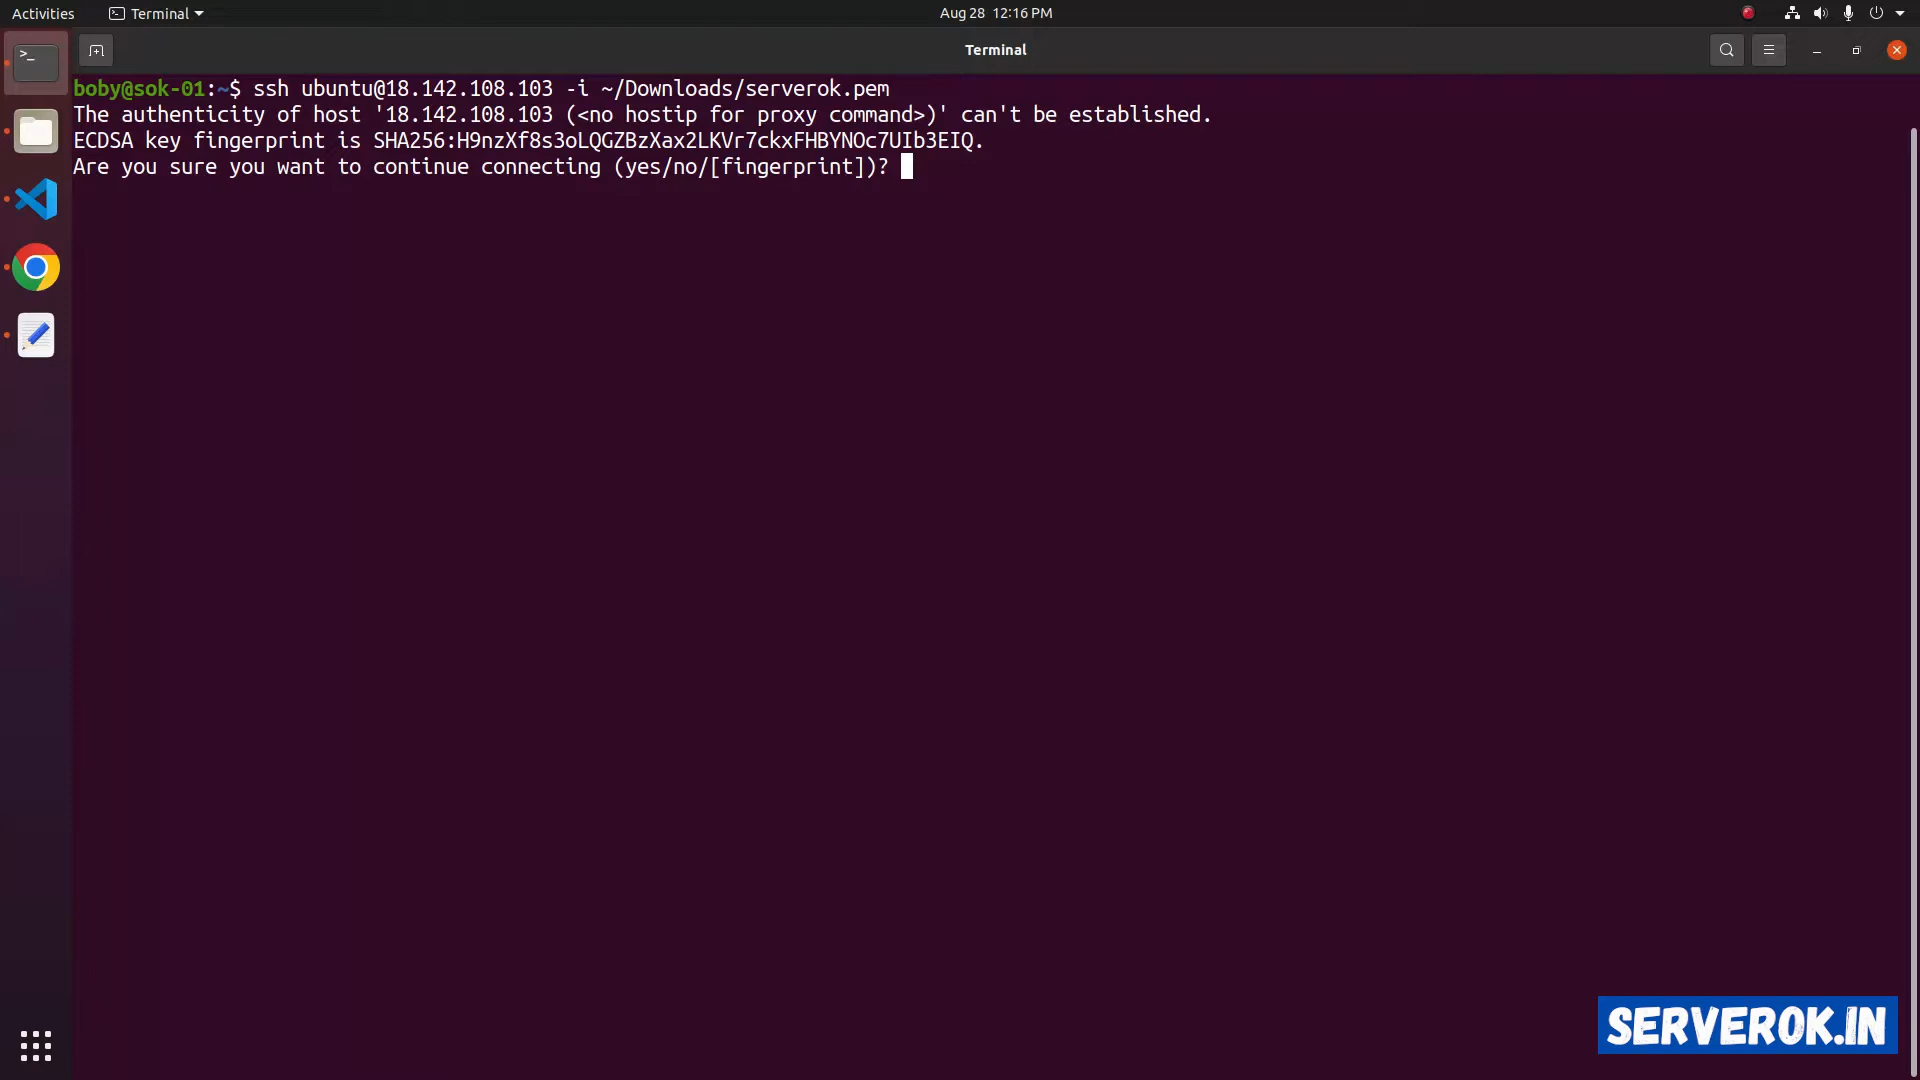 Activities
Terminal
Aug 28 12:16 PM
Terminal
boby@sok-01:~$ ssh ubuntu@18.142.108.103 -i ~/Downloads/serverok.pem
The authenticity of host '18.142.108.103 (<no hostip for proxy command>)' can't be established.
ECDSA key fingerprint is SHA256:H9nzXf8s3oLQGZBzXax2LKVr7ckxFHBYNOc7UIb3EIQ.
Are you sure you want to continue connecting (yes/no/[fingerprint])?
SERVEROK.IN